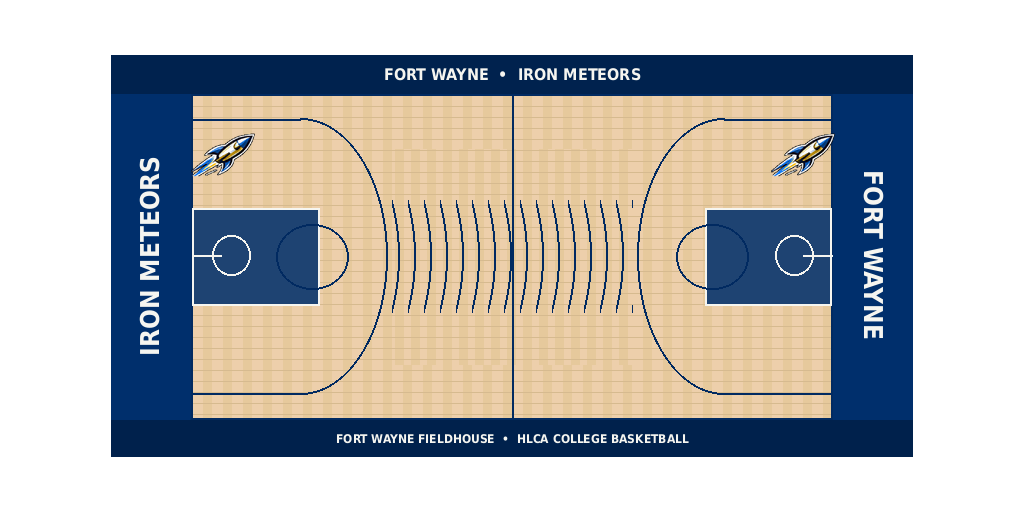 FORT WAYNE • IRON METEORS
IRON METEORS
FORT WAYNE
FORT WAYNE FIELDHOUSE • HLCA COLLEGE BASKETBALL